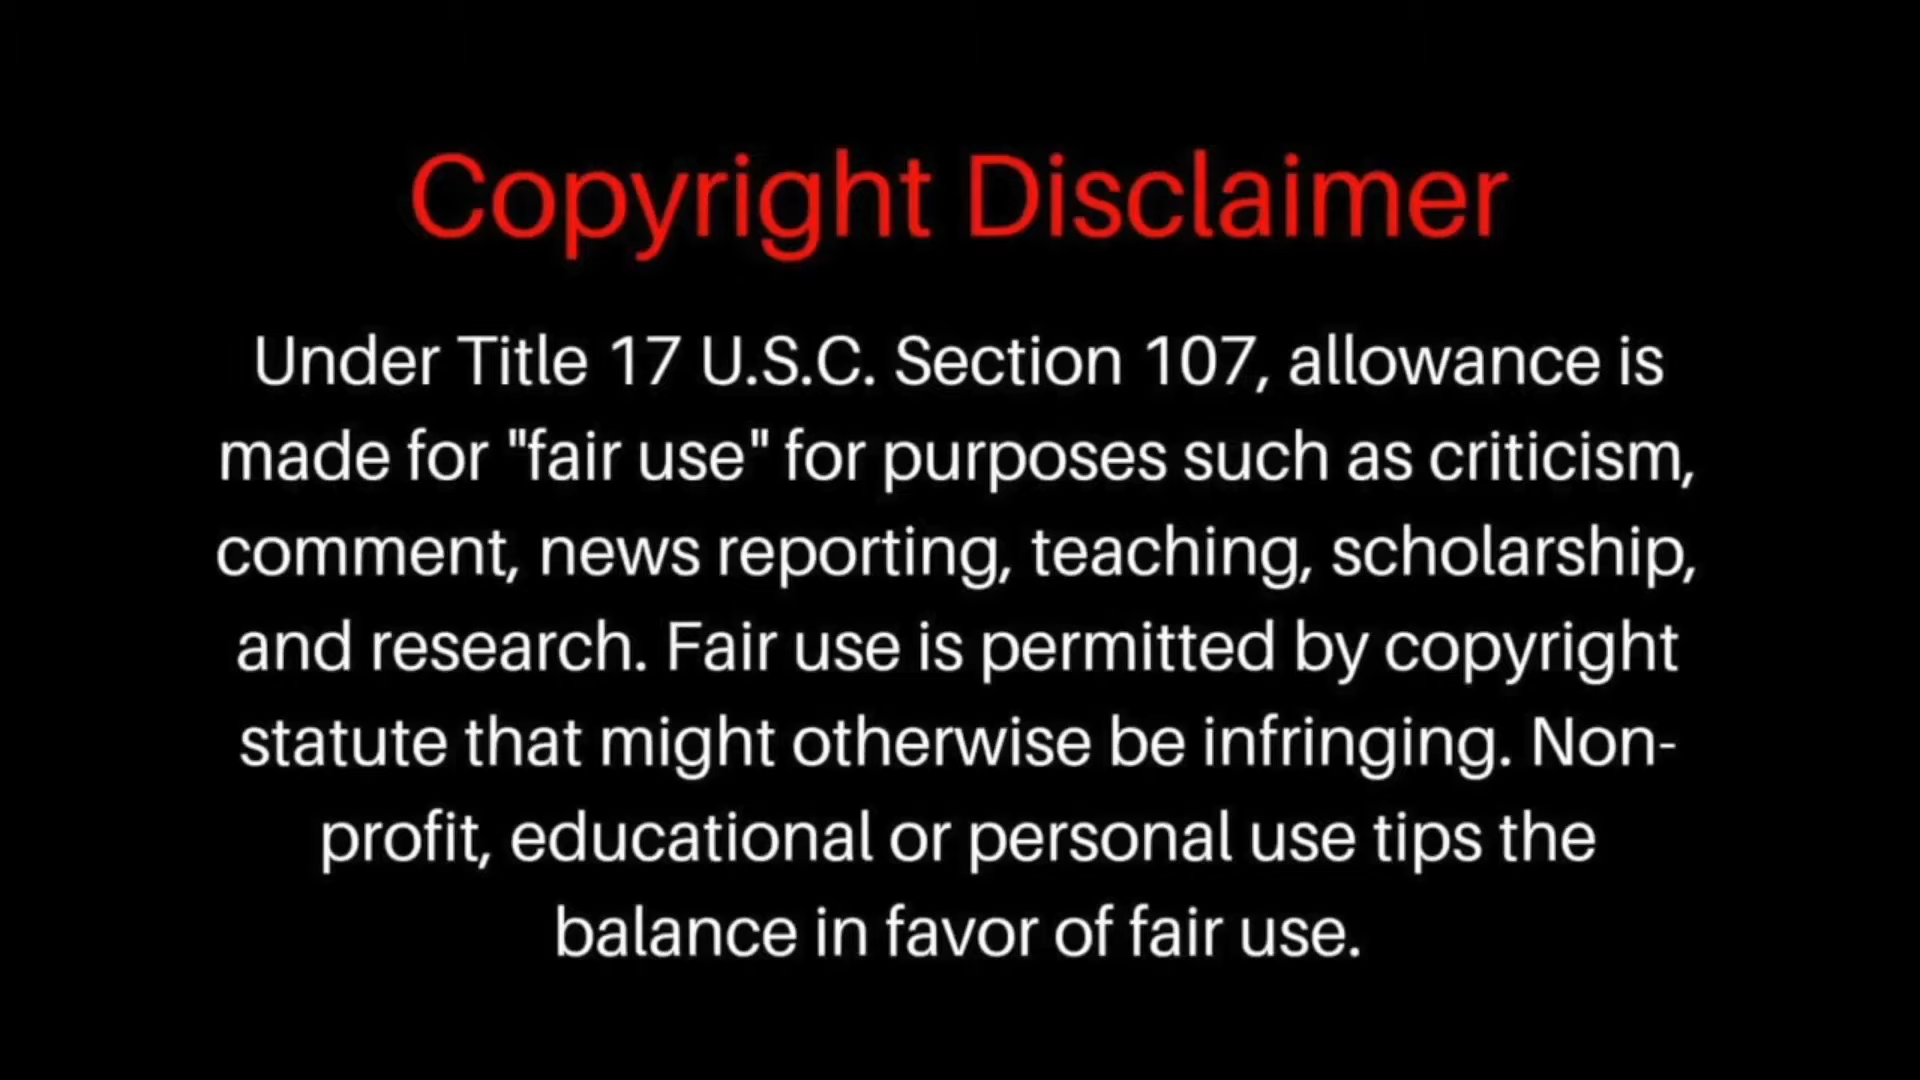 Copyright Disclaimer
Under Title 17 U.S.C. Section 107, allowance is
made for "fair use" for purposes such as criticism,
comment, news reporting, teaching, scholarship,
and research. Fair use is permitted by copyright
statute that might otherwise be infringing. Non-
profit, educational or personal use tips the
balance in favor of fair use.